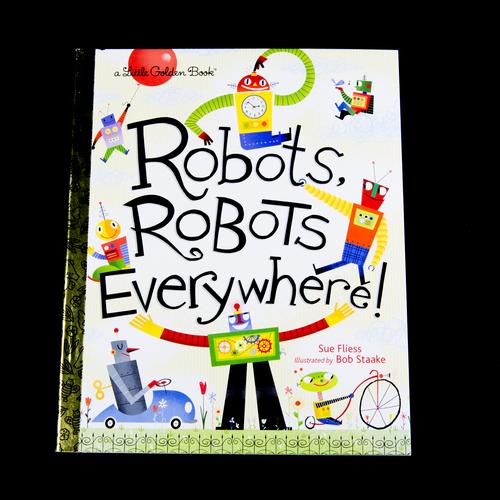 a Little Golden Book®
Robots,
Robots
Everywhere!
Sue Fliess
Illustrated by Bob Staake